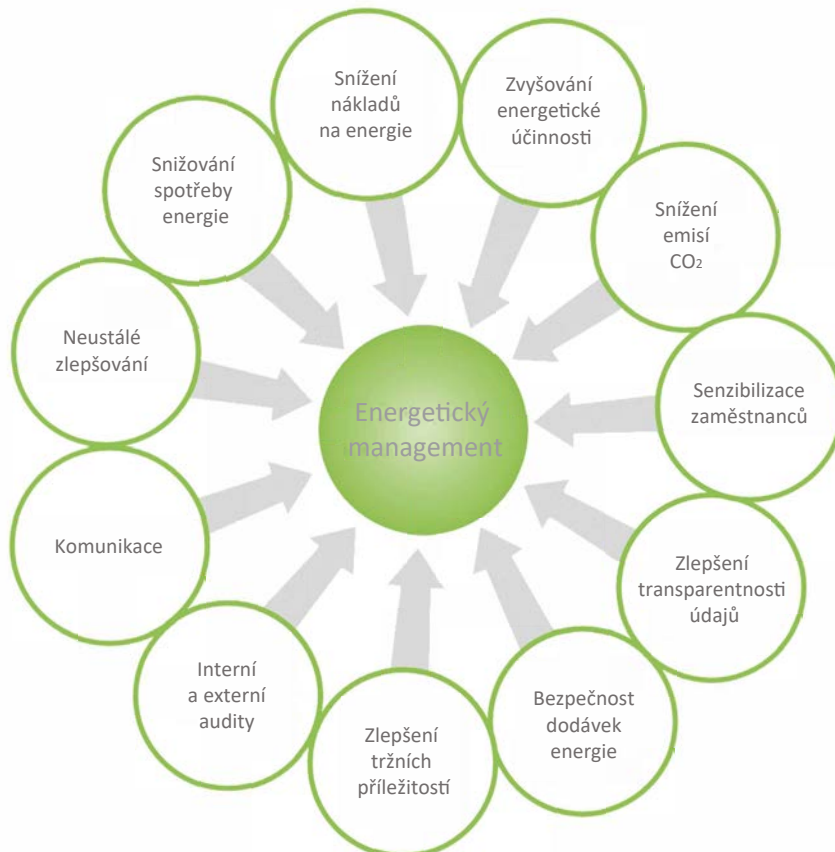 Snížení
nákladů
na energie
Zvyšování
energetické
účinnosti
Snížení
emisí
CO₂
Senzibilizace
zaměstnanců
Zlepšení
transparentnosti
údajů
Bezpečnost
dodávek
energie
Zlepšení
tržních
příležitostí
Interní
a externí
audity
Komunikace
Neustálé
zlepšování
Snižování
spotřeby
energie
Energetický
management